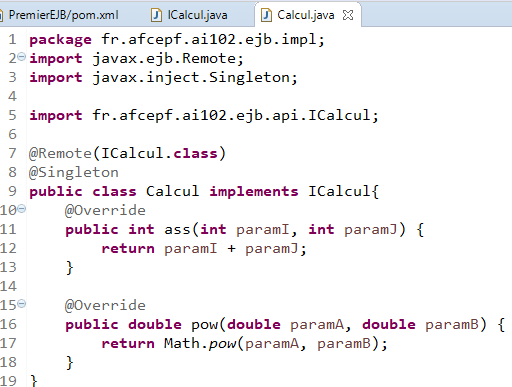 PremierEJB/pom.xml ICalcul.java Calcul.java
1 package fr.afcepf.ai102.ejb.impl;
2 import javax.ejb.Remote;
3 import javax.inject.Singleton;
4
5 import fr.afcepf.ai102.ejb.api.ICalcul;
6
7 @Remote(ICalcul.class)
8 @Singleton
9 public class Calcul implements ICalcul{
10     @Override
11     public int ass(int paramI, int paramJ) {
12         return paramI + paramJ;
13     }
14
15     @Override
16     public double pow(double paramA, double paramB) {
17         return Math.pow(paramA, paramB);
18     }
19 }